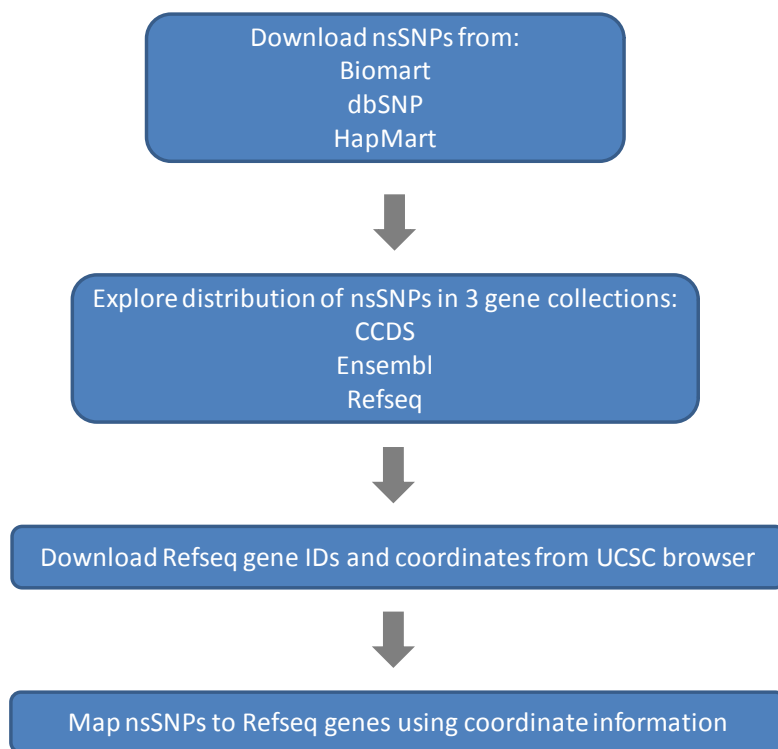 Download nsSNPs from:
Biomart
dbSNP
HapMart
Explore distribution of nsSNPs in 3 gene collections:
CCDS
Ensembl
Refseq
Download Refseq gene IDs and coordinates from UCSC browser
Map nsSNPs to Refseq genes using coordinate information